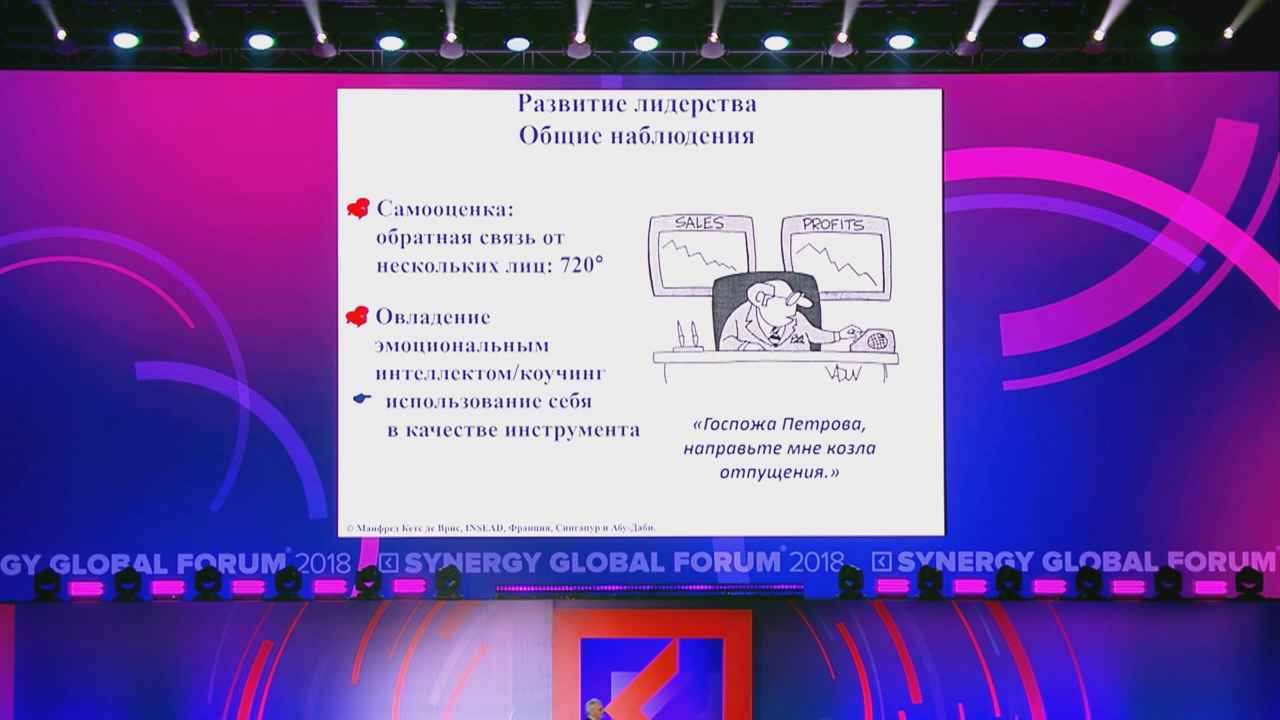 Развитие лидерства
Общие наблюдения
Самооценка:
обратная связь от
нескольких лиц: 720°
Овладение
эмоциональным
интеллектом/коучинг
использование себя
в качестве инструмента
SALES
PROFITS
«Госпожа Петрова,
направьте мне козла
отпущения.»
© Манфред Кетс де Врис, INSEAD, Франция, Сингапур и Абу-Даби.
GY GLOBAL FORUM 2018 SYNERGY GLOBAL FORUM 2018 SYNERGY GLOBAL FORUM